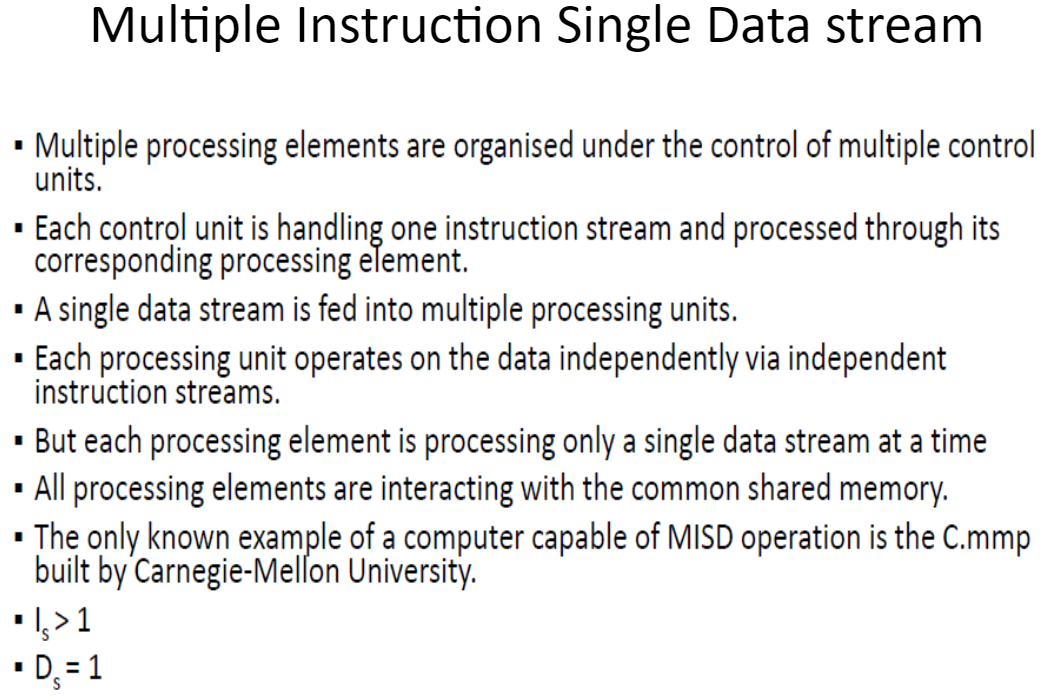 Multiple Instruction Single Data stream
▪ Multiple processing elements are organised under the control of multiple control
units.
▪ Each control unit is handling one instruction stream and processed through its
corresponding processing element.
▪ A single data stream is fed into multiple processing units.
▪ Each processing unit operates on the data independently via independent
instruction streams.
▪ But each processing element is processing only a single data stream at a time
▪ All processing elements are interacting with the common shared memory.
▪ The only known example of a computer capable of MISD operation is the C.mmp
built by Carnegie-Mellon University.
▪ Iₛ > 1
▪ Dₛ = 1